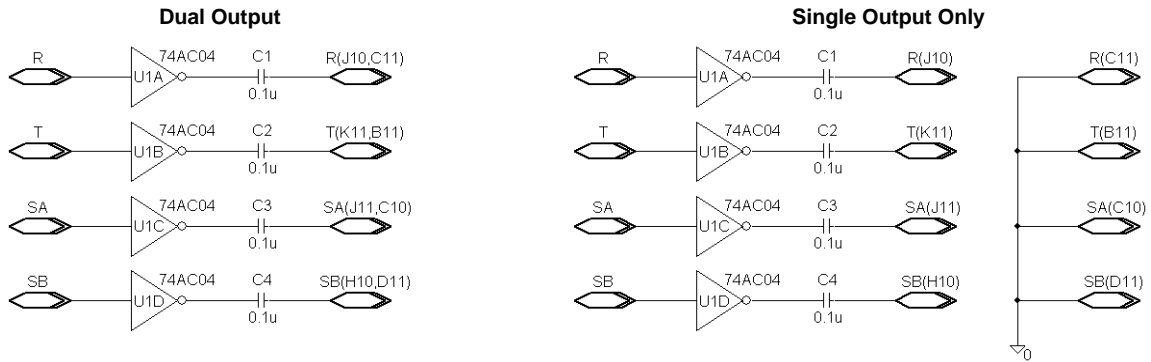 Dual Output
Single Output Only
R 74AC04 C1 R(J10,C11)
U1A
0.1u
T 74AC04 C2 T(K11,B11)
U1B
0.1u
SA 74AC04 C3 SA(J11,C10)
U1C
0.1u
SB 74AC04 C4 SB(H10,D11)
U1D
0.1u
R 74AC04 C1 R(J10) R(C11)
U1A
0.1u
T 74AC04 C2 T(K11) T(B11)
U1B
0.1u
SA 74AC04 C3 SA(J11) SA(C10)
U1C
0.1u
SB 74AC04 C4 SB(H10) SB(D11)
U1D
0.1u
0